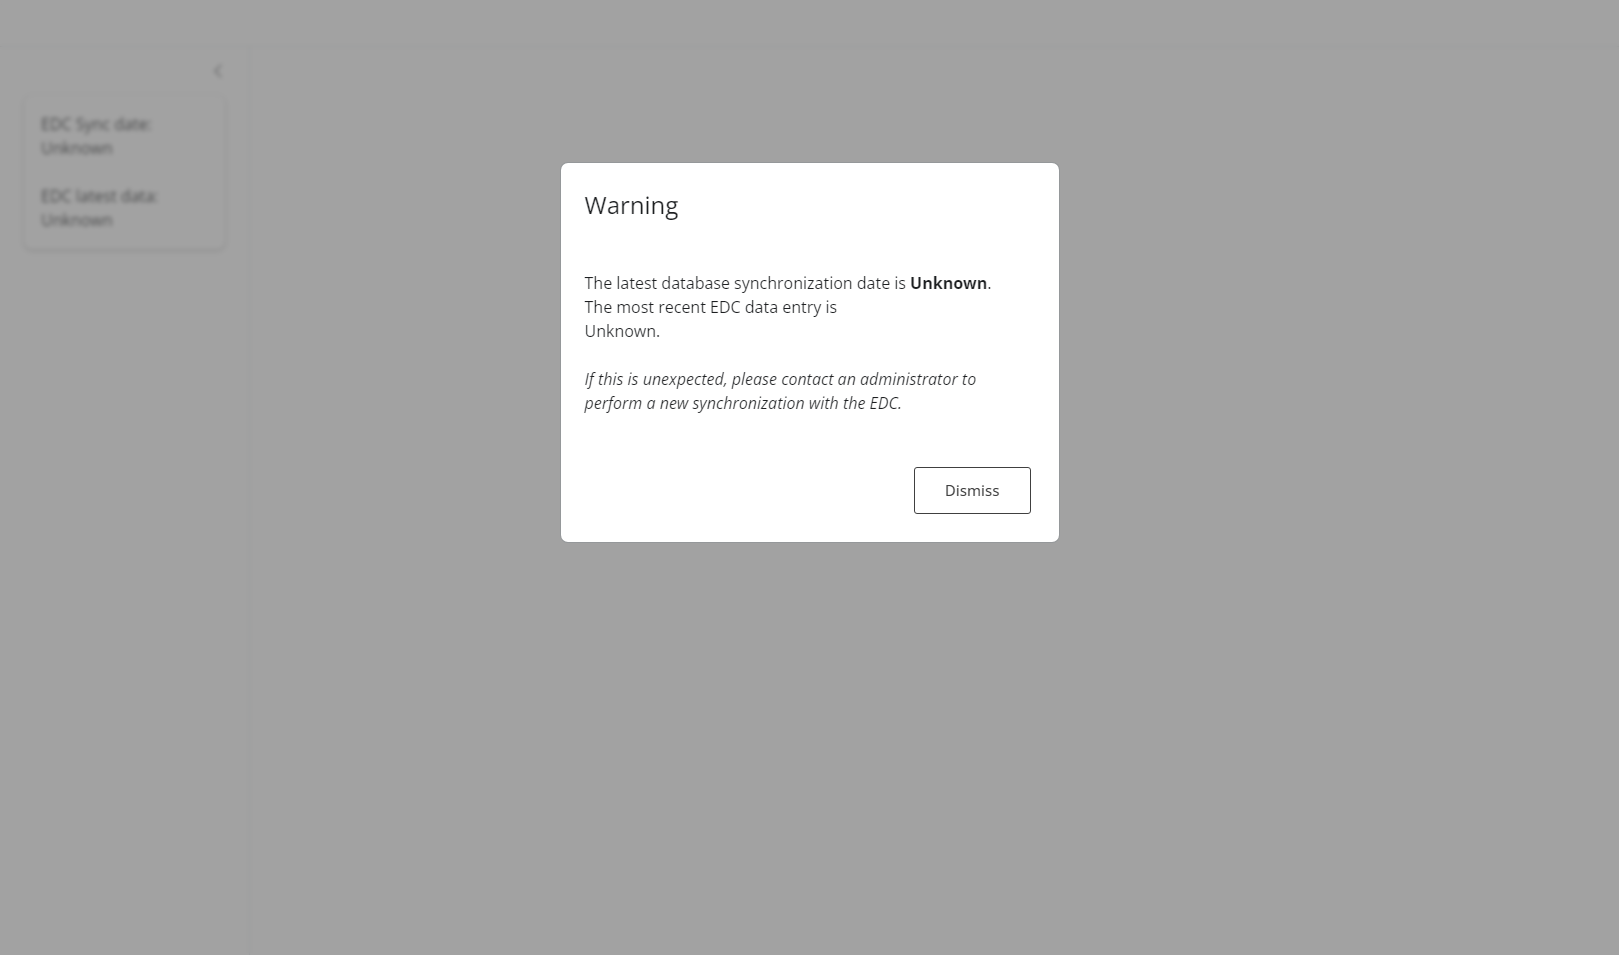 EDC Sync date:
Unknown
EDC latest data:
Unknown
Warning
The latest database synchronization date is Unknown.
The most recent EDC data entry is
Unknown.
If this is unexpected, please contact an administrator to
perform a new synchronization with the EDC.
Dismiss